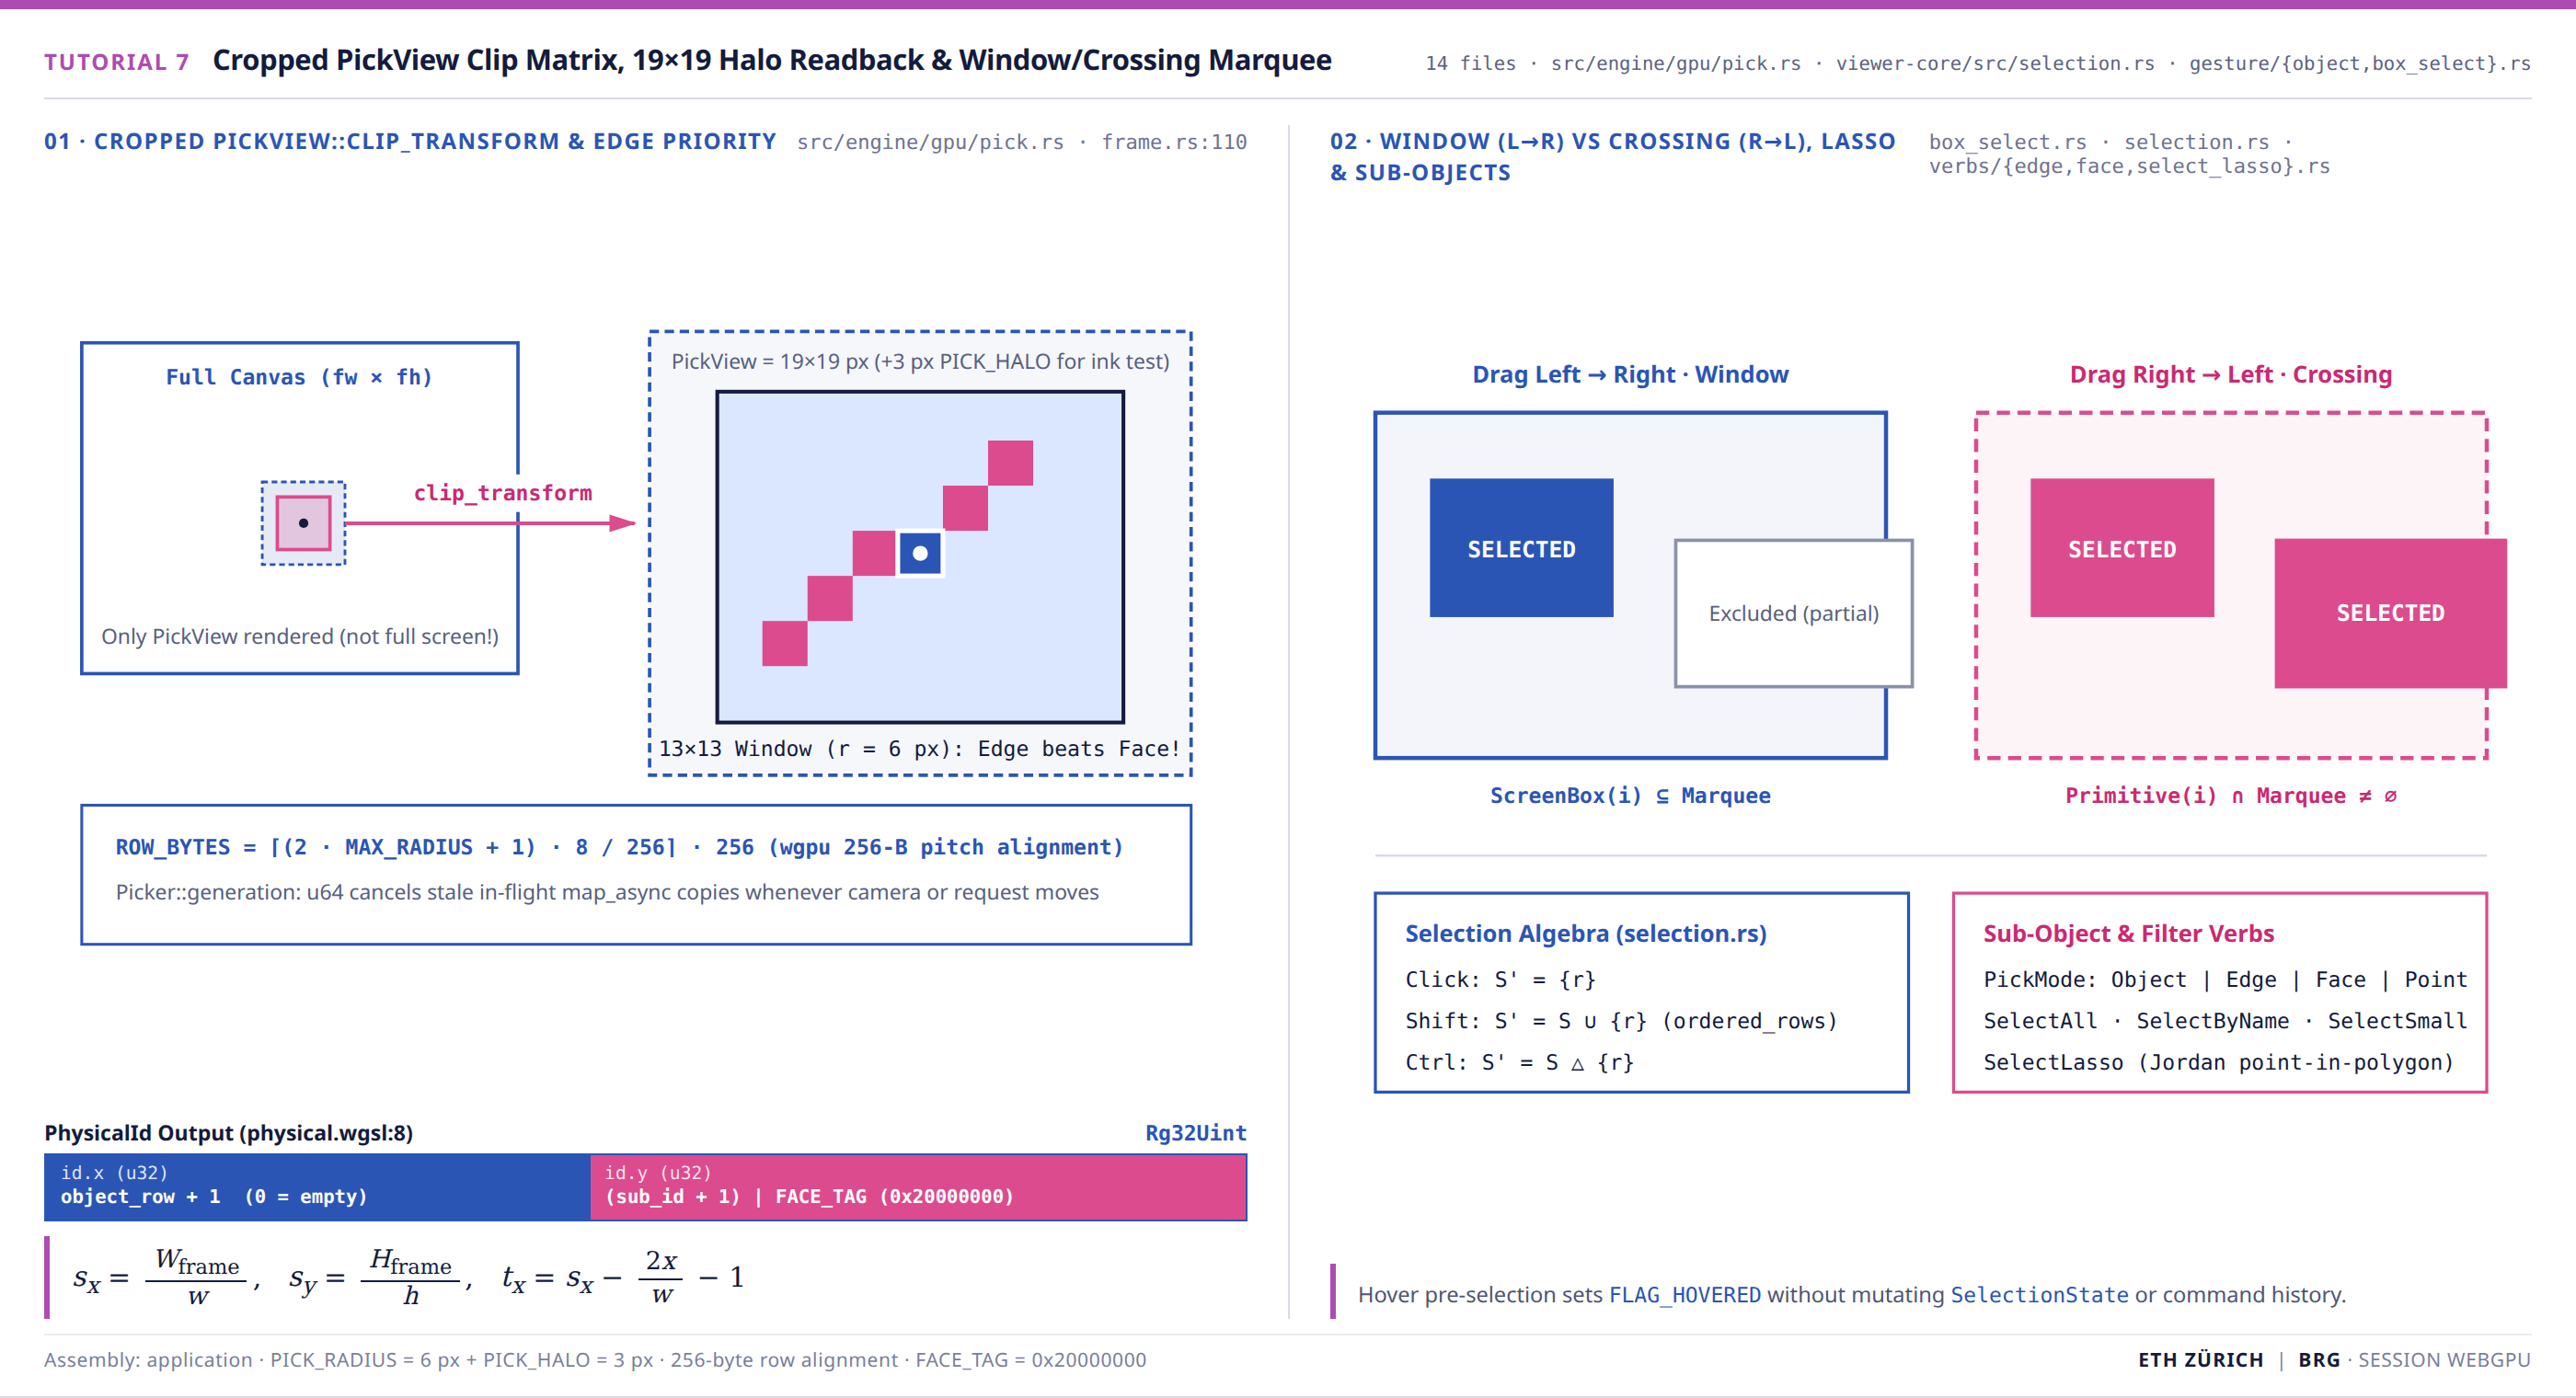 TUTORIAL 7 Cropped PickView Clip Matrix, 19×19 Halo Readback & Window/Crossing Marquee
14 files · src/engine/gpu/pick.rs · viewer-core/src/selection.rs · gesture/{object,box_select}.rs
01 · CROPPED PICKVIEW::CLIP_TRANSFORM & EDGE PRIORITY
src/engine/gpu/pick.rs · frame.rs:110
Full Canvas (fw × fh)
clip_transform
Only PickView rendered (not full screen!)
PickView = 19×19 px (+3 px PICK_HALO for ink test)
13×13 Window (r = 6 px): Edge beats Face!
ROW_BYTES = ⌈(2 · MAX_RADIUS + 1) · 8 / 256⌉ · 256 (wgpu 256-B pitch alignment)
Picker::generation: u64 cancels stale in-flight map_async copies whenever camera or request moves
PhysicalId Output (physical.wgsl:8)
Rg32Uint
id.x (u32)
object_row + 1 (0 = empty)
id.y (u32)
(sub_id + 1) | FACE_TAG (0x20000000)
s_x = W_frame / w, s_y = H_frame / h, t_x = s_x − 2x / w − 1
02 · WINDOW (L→R) VS CROSSING (R→L), LASSO
& SUB-OBJECTS
box_select.rs · selection.rs ·
verbs/{edge,face,select_lasso}.rs
Drag Left → Right · Window
SELECTED
Excluded (partial)
ScreenBox(i) ⊆ Marquee
Drag Right → Left · Crossing
SELECTED
SELECTED
Primitive(i) ∩ Marquee ≠ ∅
Selection Algebra (selection.rs)
Click: S' = {r}
Shift: S' = S ∪ {r} (ordered_rows)
Ctrl: S' = S △ {r}
Sub-Object & Filter Verbs
PickMode: Object | Edge | Face | Point
SelectAll · SelectByName · SelectSmall
SelectLasso (Jordan point-in-polygon)
Hover pre-selection sets FLAG_HOVERED without mutating SelectionState or command history.
Assembly: application · PICK_RADIUS = 6 px + PICK_HALO = 3 px · 256-byte row alignment · FACE_TAG = 0x20000000
ETH ZÜRICH | BRG · SESSION WEBGPU